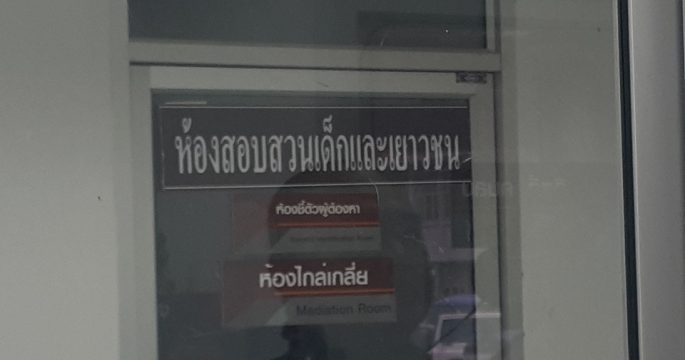 ห้องสอบสวนเด็กและเยาวชน
ห้องชี้ตัวผู้ต้องหา
ห้องไกล่เกลี่ย
Mediation Room